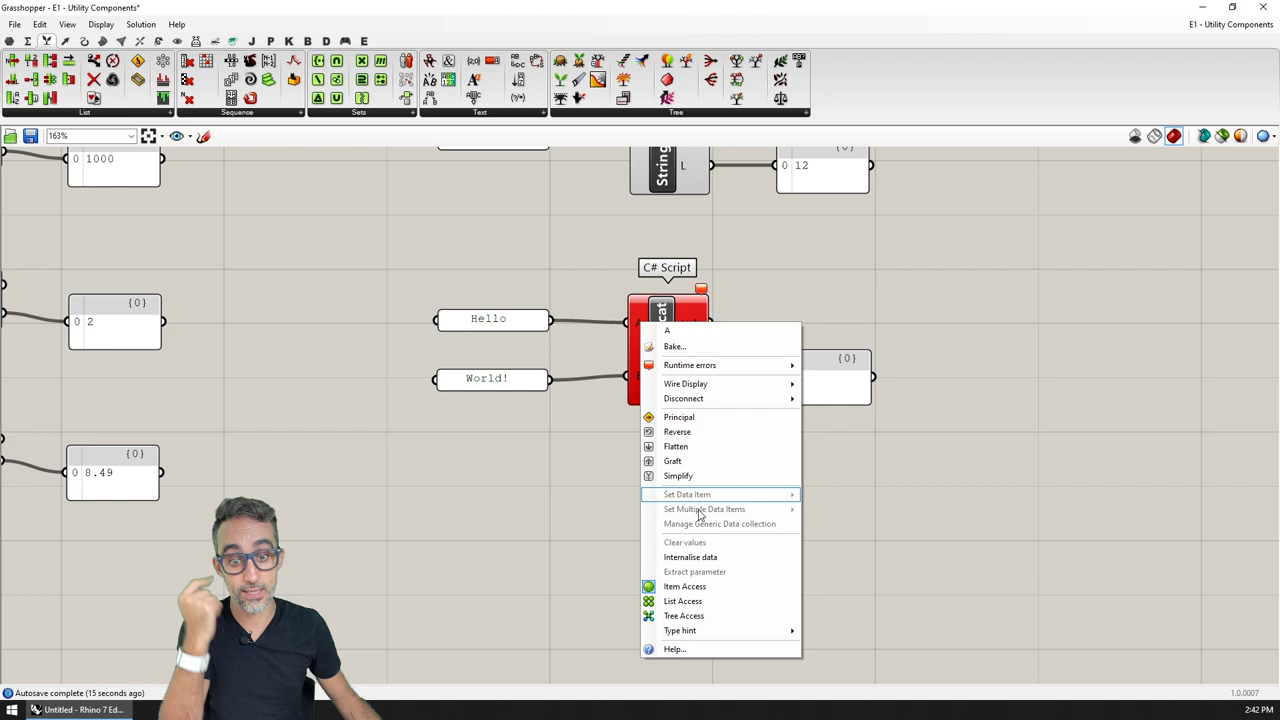 Grasshopper - E1 - Utility Components*
File Edit View Display Solution Help
E1 - Utility Components*
J P K B D E
List Sequence Sets Text Tree
163%
0 1000
String
L
0 12
C# Script
{0}
0 2
Hello
World!
{0}
{0}
0 8.49
A
Bake...
Runtime errors
Wire Display
Disconnect
Principal
Reverse
Flatten
Graft
Simplify
Set Data Item
Set Multiple Data Items
Manage Generic Data collection
Clear values
Internalise data
Extract parameter
Item Access
List Access
Tree Access
Type hint
Help...
Autosave complete (15 seconds ago)
1.0.0007
Untitled - Rhino 7 Ed...
2:42 PM